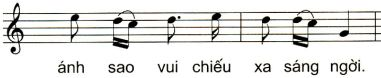 ánh sao vui chiếu xa sáng ngời.